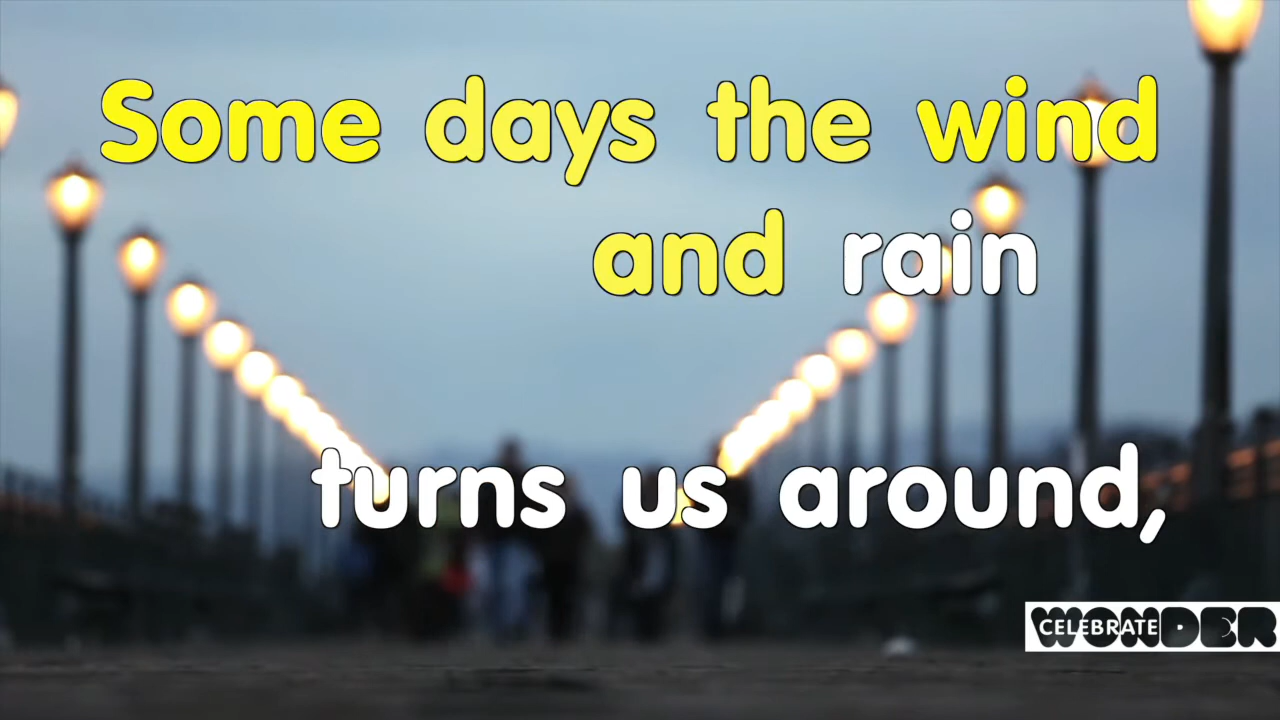 Some days the wind
and rain
turns us around,
CELEBRATE WONDER